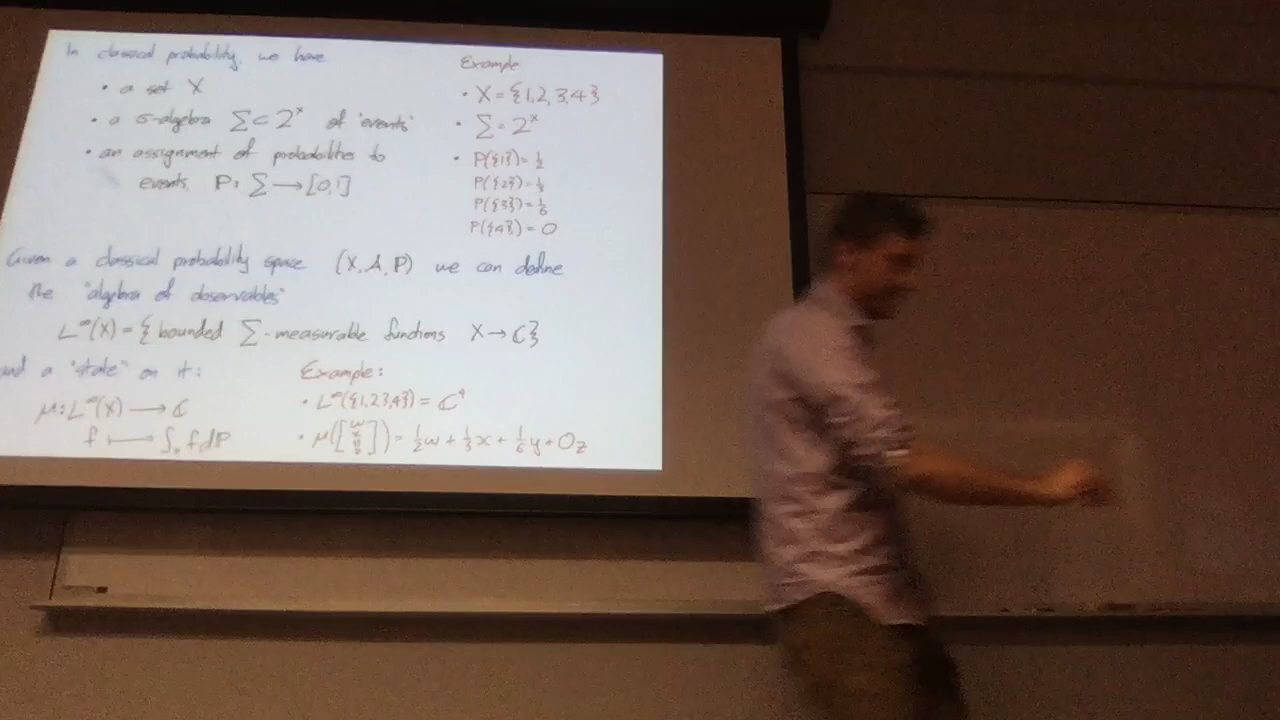 In classical probability, we have
• a set X
• a σ-algebra Σ ⊂ 2^X of 'events'
• an assignment of probabilities to
events P: Σ → [0,1]
Example
• X = {1,2,3,4}
• Σ = 2^X
• P({1}) = 1/2
P({2}) = 1/3
P({3}) = 1/6
P({4}) = 0
Given a classical probability space (X, A, P) we can define
the "algebra of observables"
L^∞(X) = { bounded Σ-measurable functions X → ℂ}
and a "state" on it:
μ: L^∞(X) → ℂ
f ↦ ∫ f dP
Example:
• L^∞({1,2,3,4}) = ℂ^4
• μ([w x y z]) = 1/2 w + 1/3 x + 1/6 y + 0z